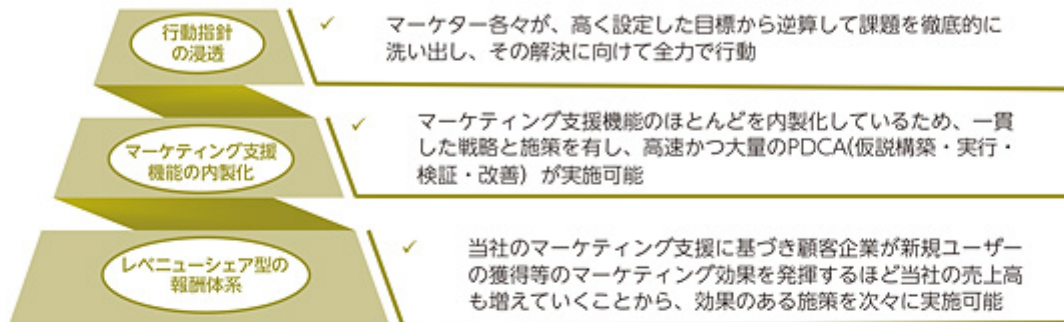 行動指針
の浸透
✓ マーケター各々が、高く設定した目標から逆算して課題を徹底的に
洗い出し、その解決に向けて全力で行動
マーケティング支援
機能の内製化
✓ マーケティング支援機能のほとんどを内製化しているため、一貫
した戦略と施策を有し、高速かつ大量のPDCA(仮説構築・実行・
検証・改善）が実施可能
レベニューシェア型の
報酬体系
✓ 当社のマーケティング支援に基づき顧客企業が新規ユーザー
の獲得等のマーケティング効果を発揮するほど当社の売上高
も増えていくことから、効果のある施策を次々に実施可能